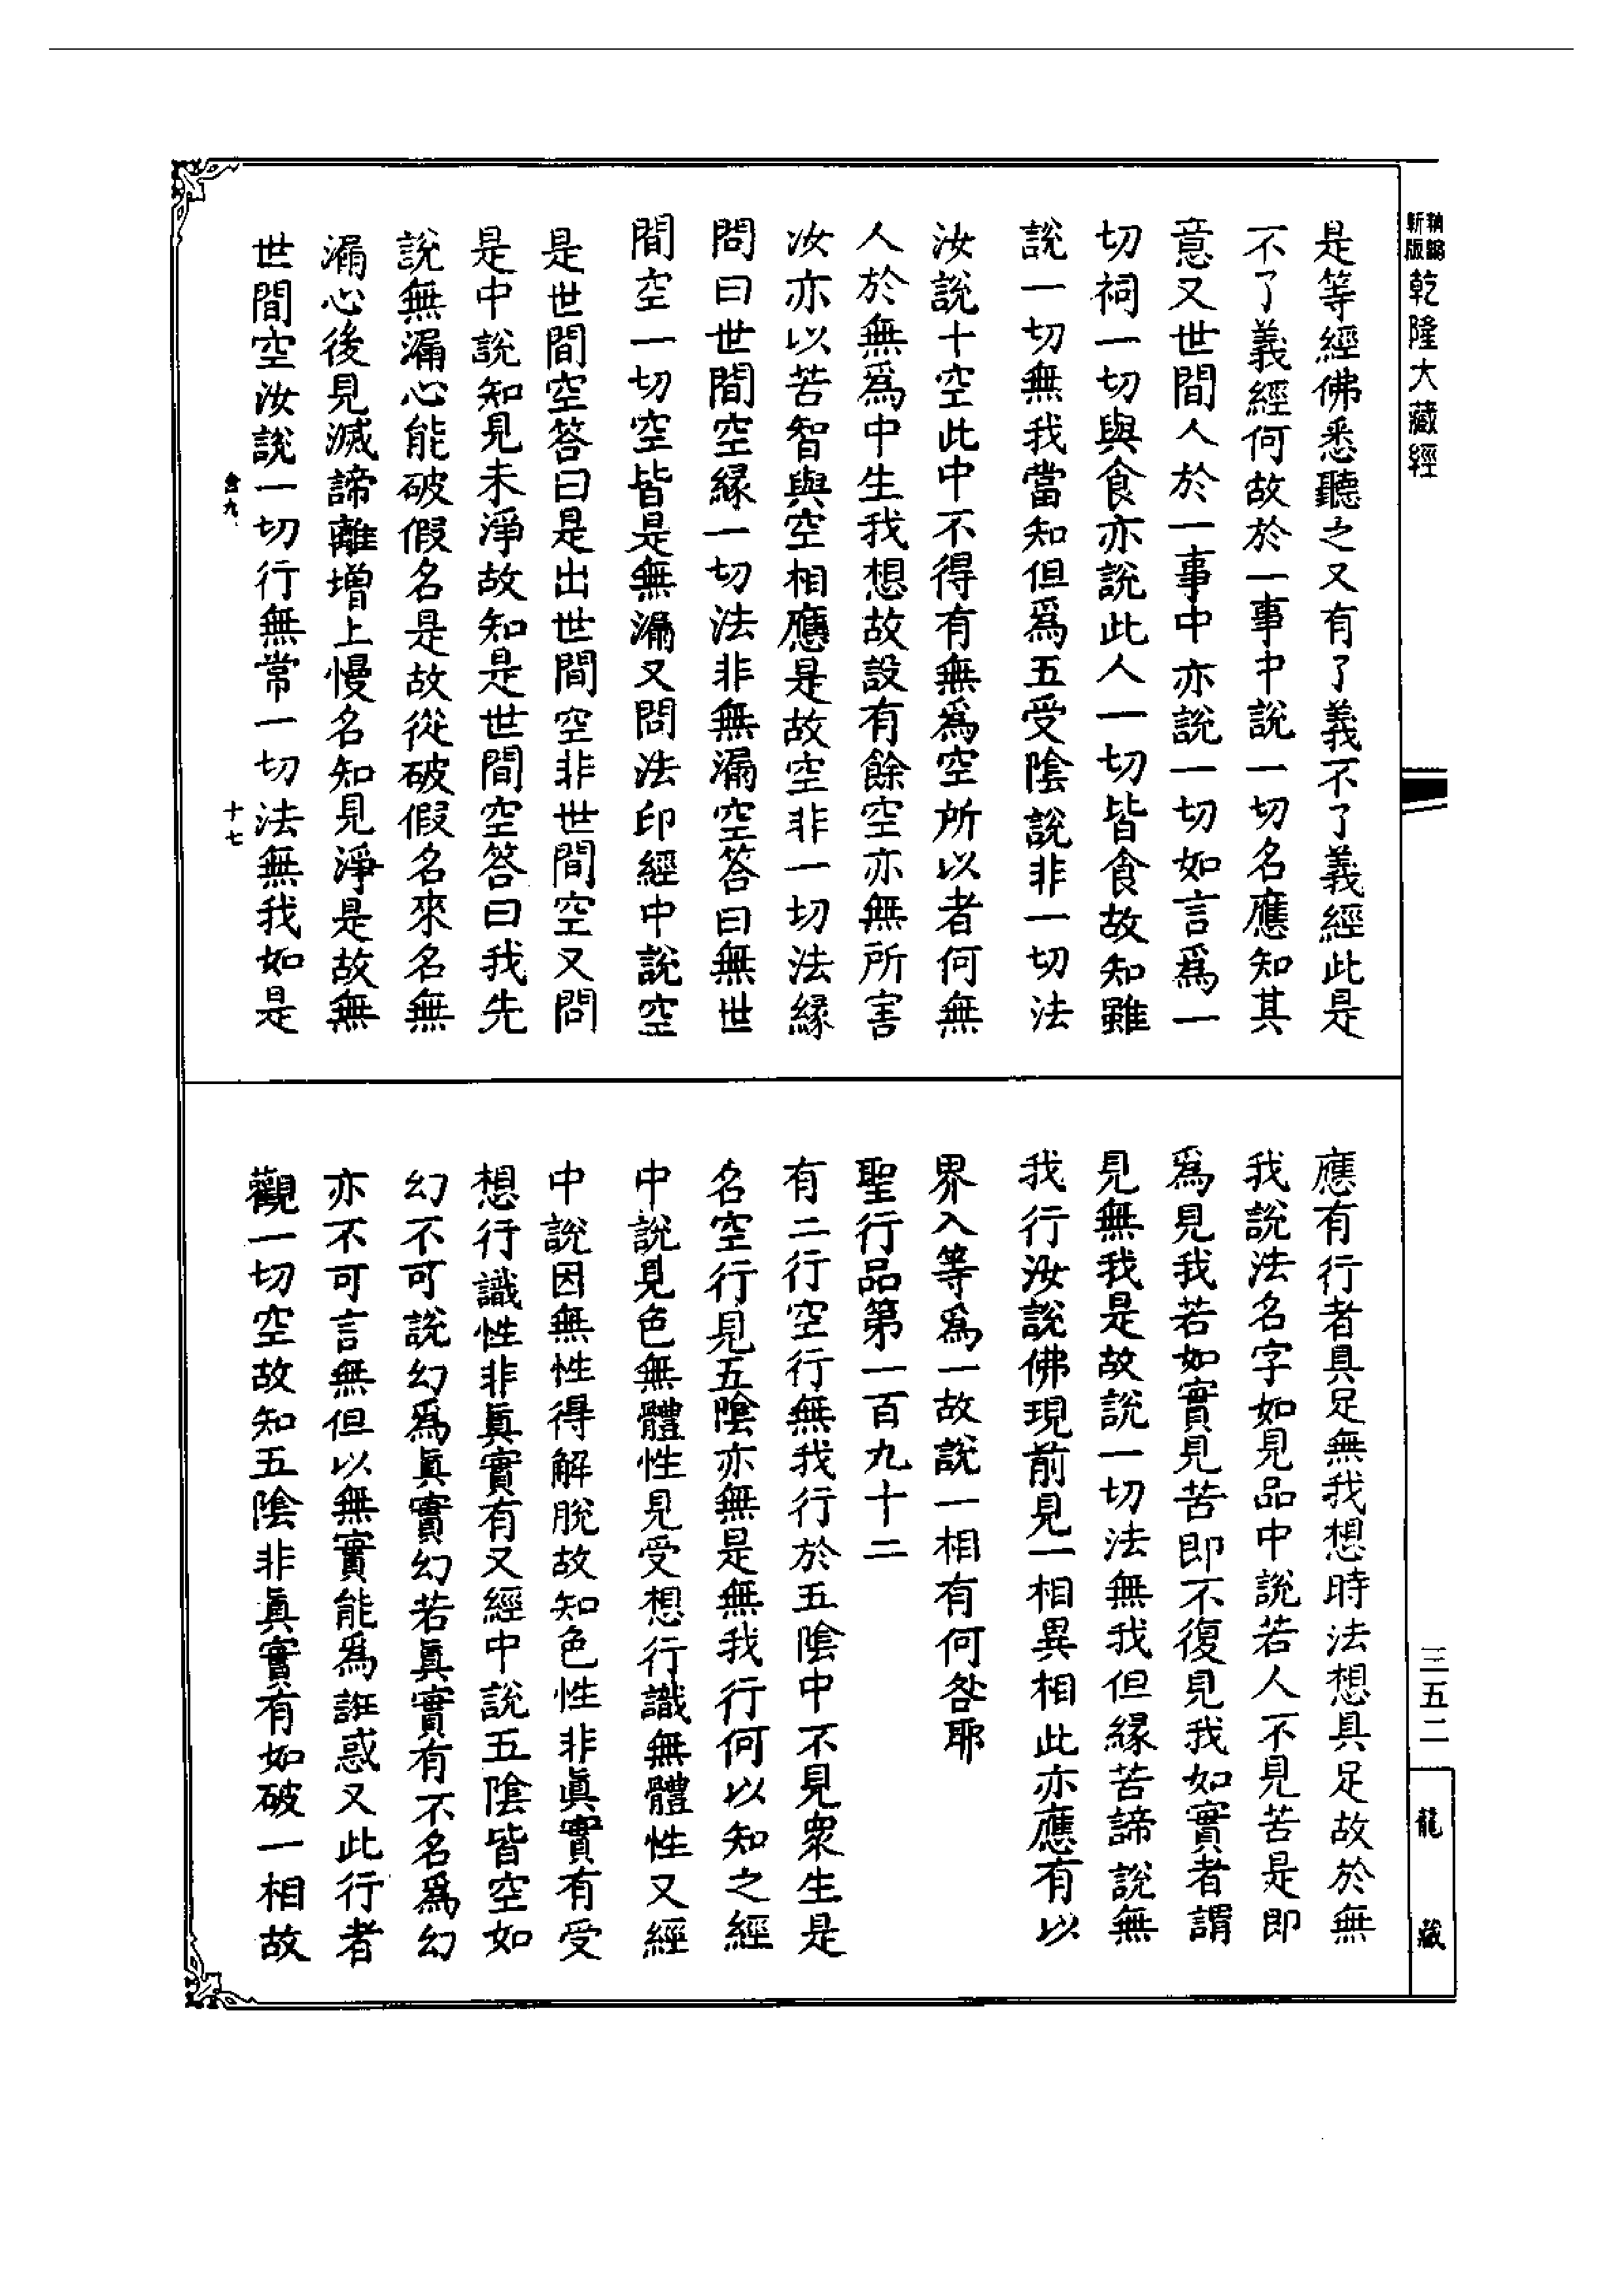 新版
乾隆大藏經
是等經佛悉聽之又有了義不了義經此是
不了義經何故於一事中說一切名應知其
意又世間人於一事中亦說一切如言爲一
切祠一切與食亦說此人一切皆食故知雖
說一切無我當知但爲五受陰說非一切法
汝說十空此中不得有無爲空所以者何無
人於無爲中生我想故設有餘空亦無所害
汝亦以苦智與空相應是故空非一切法緣
問曰世間空緣一切法非無漏空答曰無世
間空一切空皆是無漏又問法印經中說空
是世間空答曰是出世間空非世間空又問
是中說知見未淨故知是世間空答曰我先
說無漏心能破假名是故從破假名來名無
漏心後見滅諦離增上慢名知見淨是故無
世間空汝說一切行無常一切法無我如是
十七
應有行者具足無我想時法想具足故於無
我說法名字如見品中說若人不見苦是即
爲見我若如實見苦即不復見我如實者謂
見無我是故說一切法無我但緣苦諦說無
我行汝說佛現前見一相異相此亦應有以
界入等爲一故說一相有何咎耶
聖行品第一百九十二
有二行空行無我行於五陰中不見衆生是
名空行見五陰亦無是無我行何以知之經
中說見色無體性見受想行識無體性又經
中說因無性得解脫故知色性非眞實有受
想行識性非眞實有又經中說五陰皆空如
幻不可說幻爲眞實幻若眞實有不名爲幻
亦不可言無但以無實能爲誑惑又此行者
觀一切空故知五陰非眞實有如破一相故
三五二
龍藏